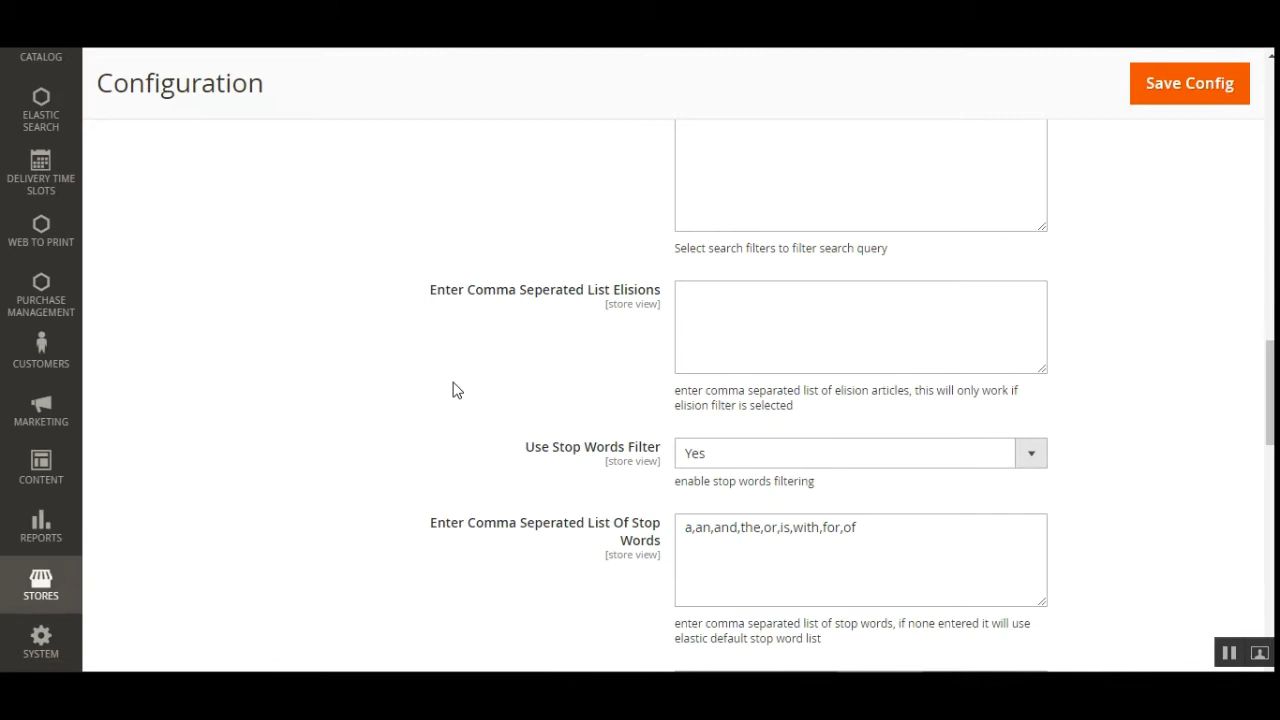 CATALOG
Configuration
Save Config
ELASTIC
SEARCH
DELIVERY TIME
SLOTS
WEB TO PRINT
PURCHASE
MANAGEMENT
CUSTOMERS
MARKETING
CONTENT
REPORTS
STORES
SYSTEM
Select search filters to filter search query
Enter Comma Seperated List Elisions
[store view]
enter comma separated list of elision articles, this will only work if
elision filter is selected
Use Stop Words Filter
[store view]
Yes
enable stop words filtering
Enter Comma Seperated List Of Stop
Words
[store view]
a,an,and,the,or,is,with,for,of
enter comma separated list of stop words, if none entered it will use
elastic default stop word list